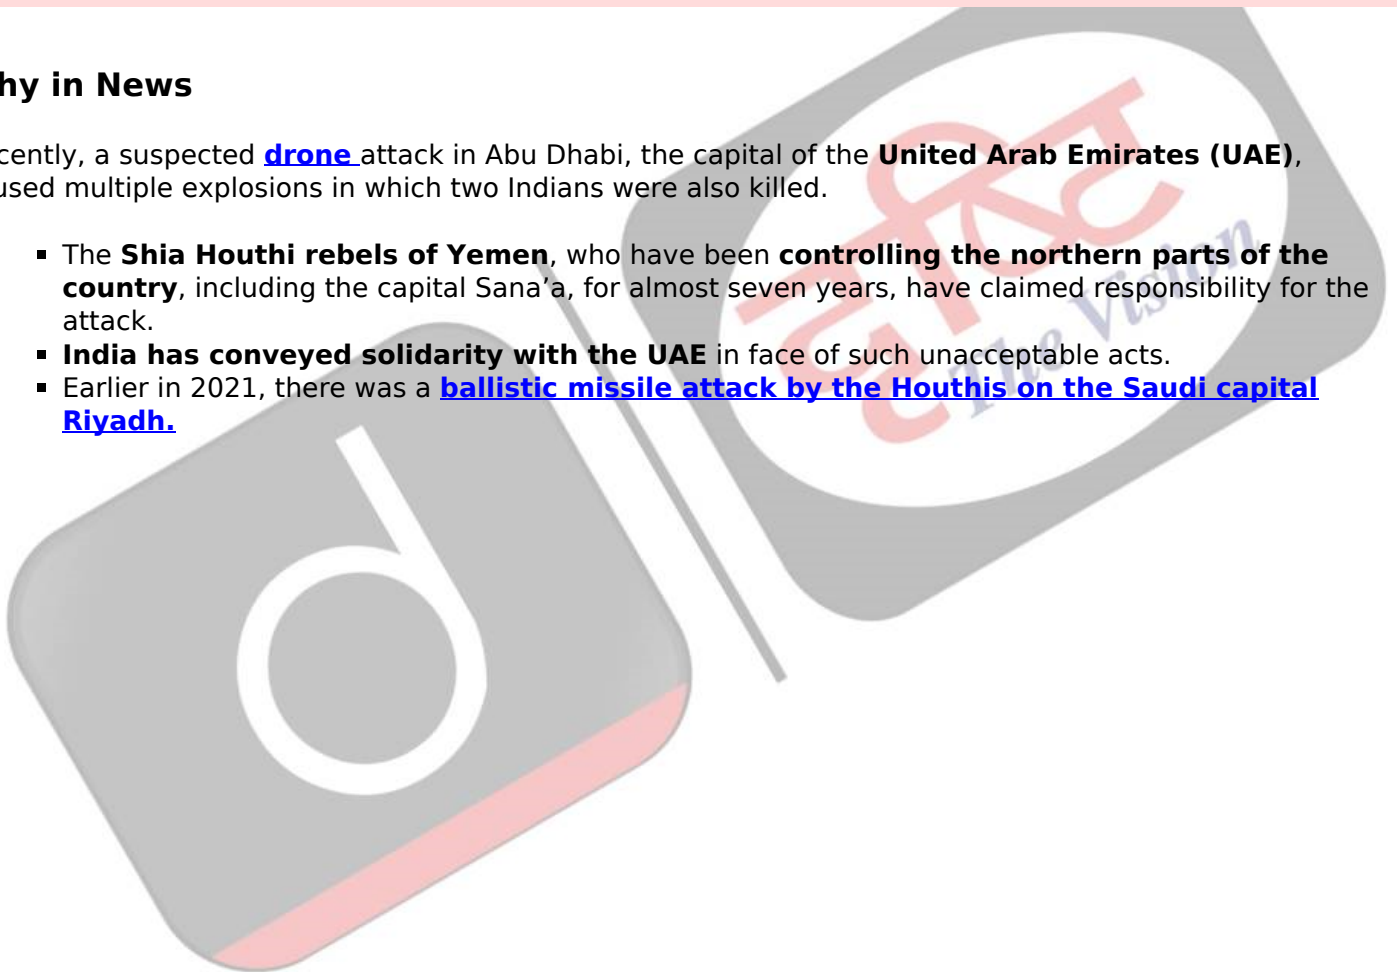 hy in News
cently, a suspected drone attack in Abu Dhabi, the capital of the United Arab Emirates (UAE),
used multiple explosions in which two Indians were also killed.
▪ The Shia Houthi rebels of Yemen, who have been controlling the northern parts of the
country, including the capital Sana’a, for almost seven years, have claimed responsibility for the
attack.
▪ India has conveyed solidarity with the UAE in face of such unacceptable acts.
▪ Earlier in 2021, there was a ballistic missile attack by the Houthis on the Saudi capital
Riyadh.
दृष्टि
The Vision
d